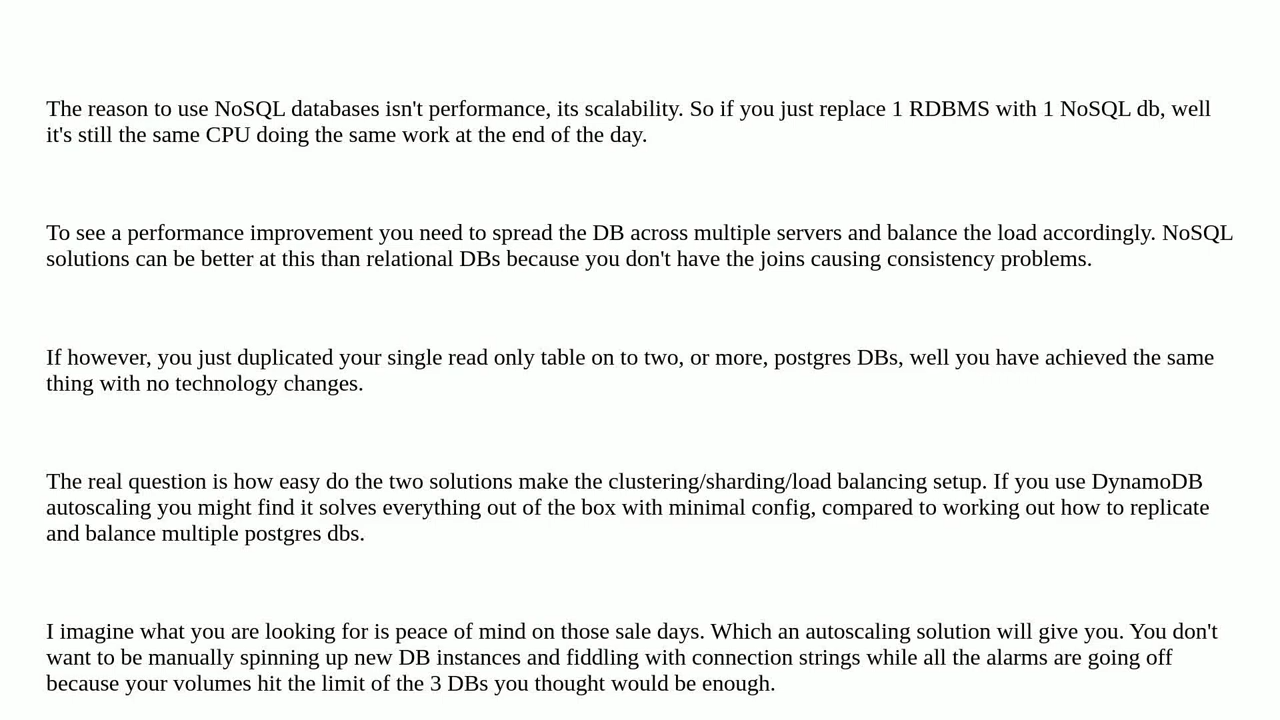 The reason to use NoSQL databases isn't performance, its scalability. So if you just replace 1 RDBMS with 1 NoSQL db, well
it's still the same CPU doing the same work at the end of the day.
To see a performance improvement you need to spread the DB across multiple servers and balance the load accordingly. NoSQL
solutions can be better at this than relational DBs because you don't have the joins causing consistency problems.
If however, you just duplicated your single read only table on to two, or more, postgres DBs, well you have achieved the same
thing with no technology changes.
The real question is how easy do the two solutions make the clustering/sharding/load balancing setup. If you use DynamoDB
autoscaling you might find it solves everything out of the box with minimal config, compared to working out how to replicate
and balance multiple postgres dbs.
I imagine what you are looking for is peace of mind on those sale days. Which an autoscaling solution will give you. You don't
want to be manually spinning up new DB instances and fiddling with connection strings while all the alarms are going off
because your volumes hit the limit of the 3 DBs you thought would be enough.